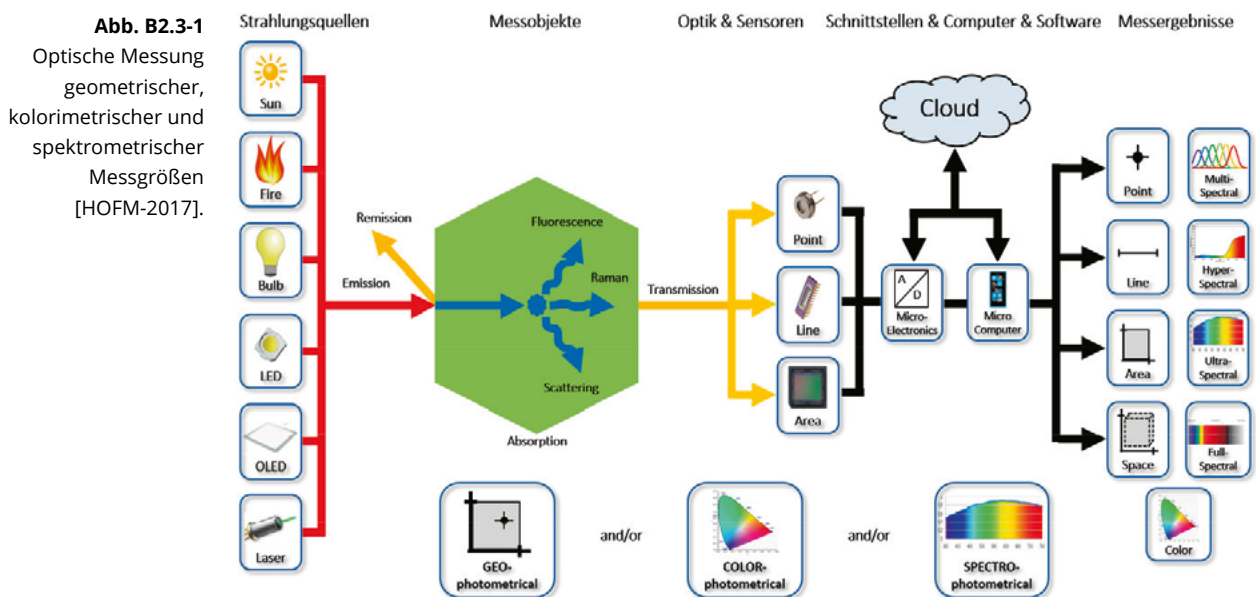 Abb. B2.3-1
Optische Messung
geometrischer,
kolorimetrischer und
spektrometrischer
Messgrößen
[HOFM-2017].
Strahlungsquellen
Messobjekte
Optik & Sensoren
Schnittstellen & Computer & Software
Messergebnisse
Sun
Fire
Bulb
LED
OLED
Laser
Remission
Emission
Fluorescence
Raman
Scattering
Absorption
Transmission
Point
Line
Area
Cloud
A
D
Micro-
Electronics
Micro
Computer
Point
Line
Area
Space
Multi-
Spectral
Hyper-
Spectral
Ultra-
Spectral
Full-
Spectral
Color
GEO-
photometrical
and/or
COLOR-
photometrical
and/or
SPECTRO-
photometrical